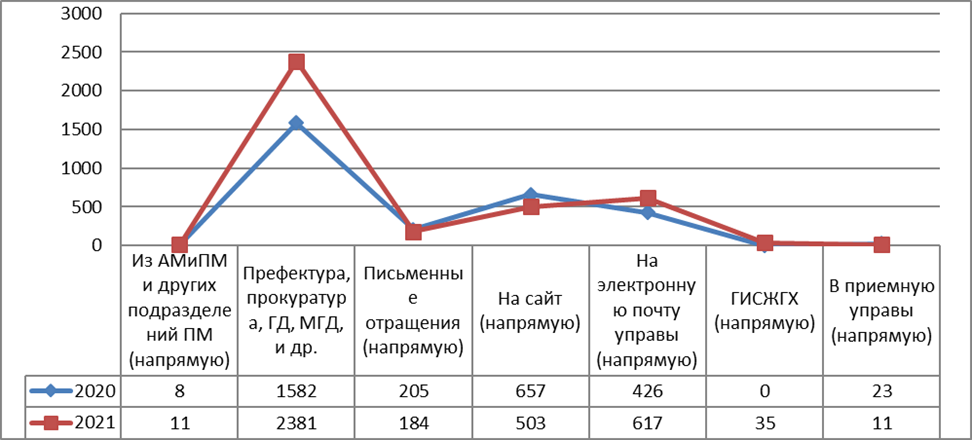 3000
2500
2000
1500
1000
500
0
Из АМиПМ
и других
подразделе
ний ПМ
(напрямую)
Префектура,
прокуратур
а, ГД, МГД,
и др.
Письменны
е
отращения
(напрямую)
На сайт
(напрямую)
На
электронну
ю почту
управы
(напрямую)
ГИСЖГХ
(напрямую)
В приемную
управы
(напрямую)
2020 8 1582 205 657 426 0 23
2021 11 2381 184 503 617 35 11